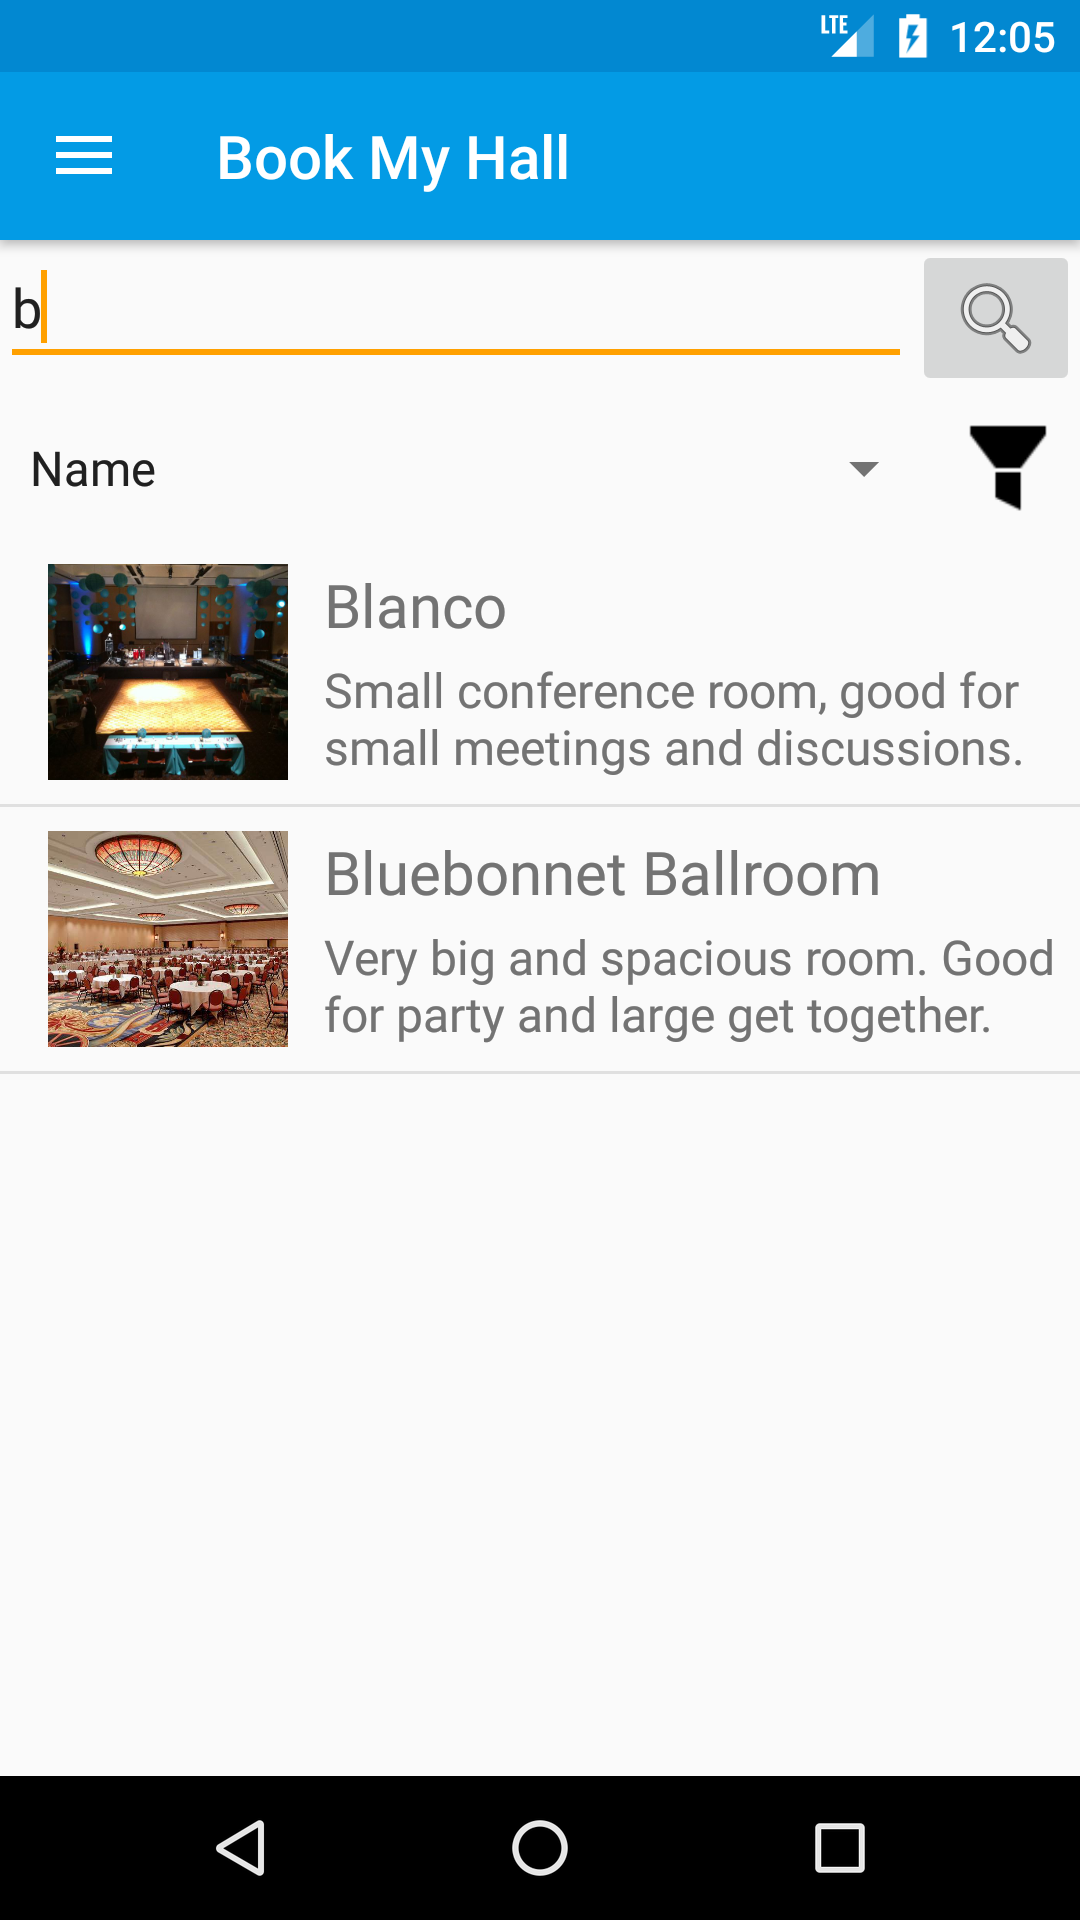 LTE 12:05
Book My Hall
b
Name
Blanco
Small conference room, good for
small meetings and discussions.
Bluebonnet Ballroom
Very big and spacious room. Good
for party and large get together.